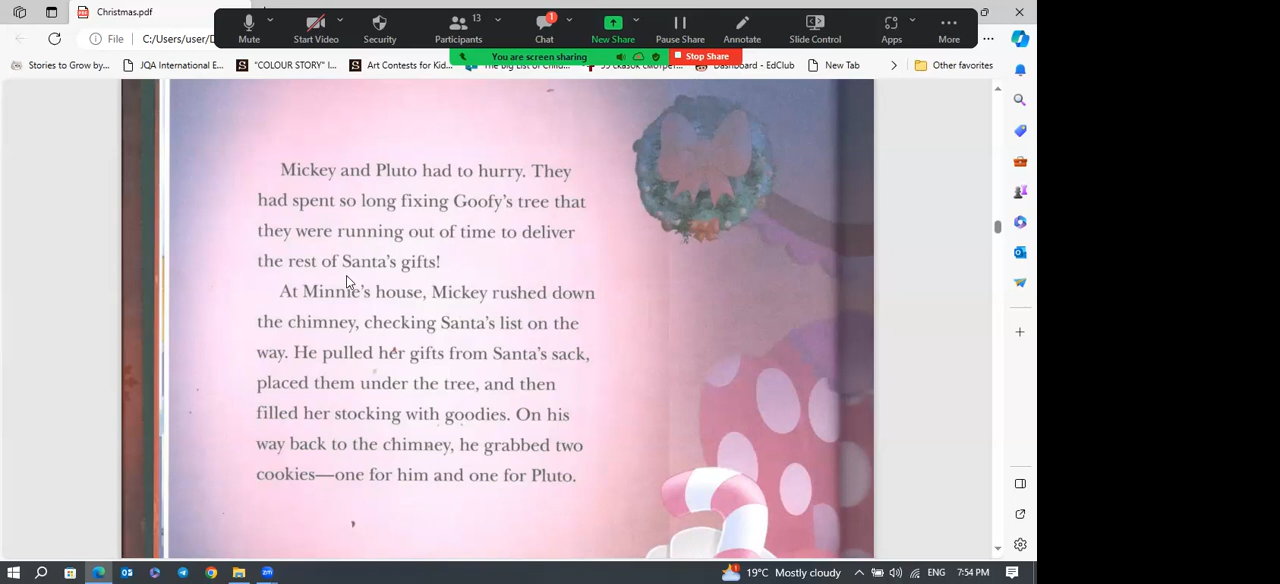 Christmas.pdf
Mute
Start Video
Security
13
Participants
1
Chat
New Share
Pause Share
Annotate
Slide Control
Apps
More
File
C:/Users/user/
You are screen sharing
Stop Share
Stories to Grow by...
JQA International E...
"COLOUR STORY" I...
Art Contests for Kid...
The Big List of Child...
Dashboard - EdClub
New Tab
Other favorites
Mickey and Pluto had to hurry. They
had spent so long fixing Goofy's tree that
they were running out of time to deliver
the rest of Santa's gifts!
At Minnie's house, Mickey rushed down
the chimney, checking Santa's list on the
way. He pulled her gifts from Santa's sack,
placed them under the tree, and then
filled her stocking with goodies. On his
way back to the chimney, he grabbed two
cookies—one for him and one for Pluto.
19°C Mostly cloudy
ENG
7:54 PM